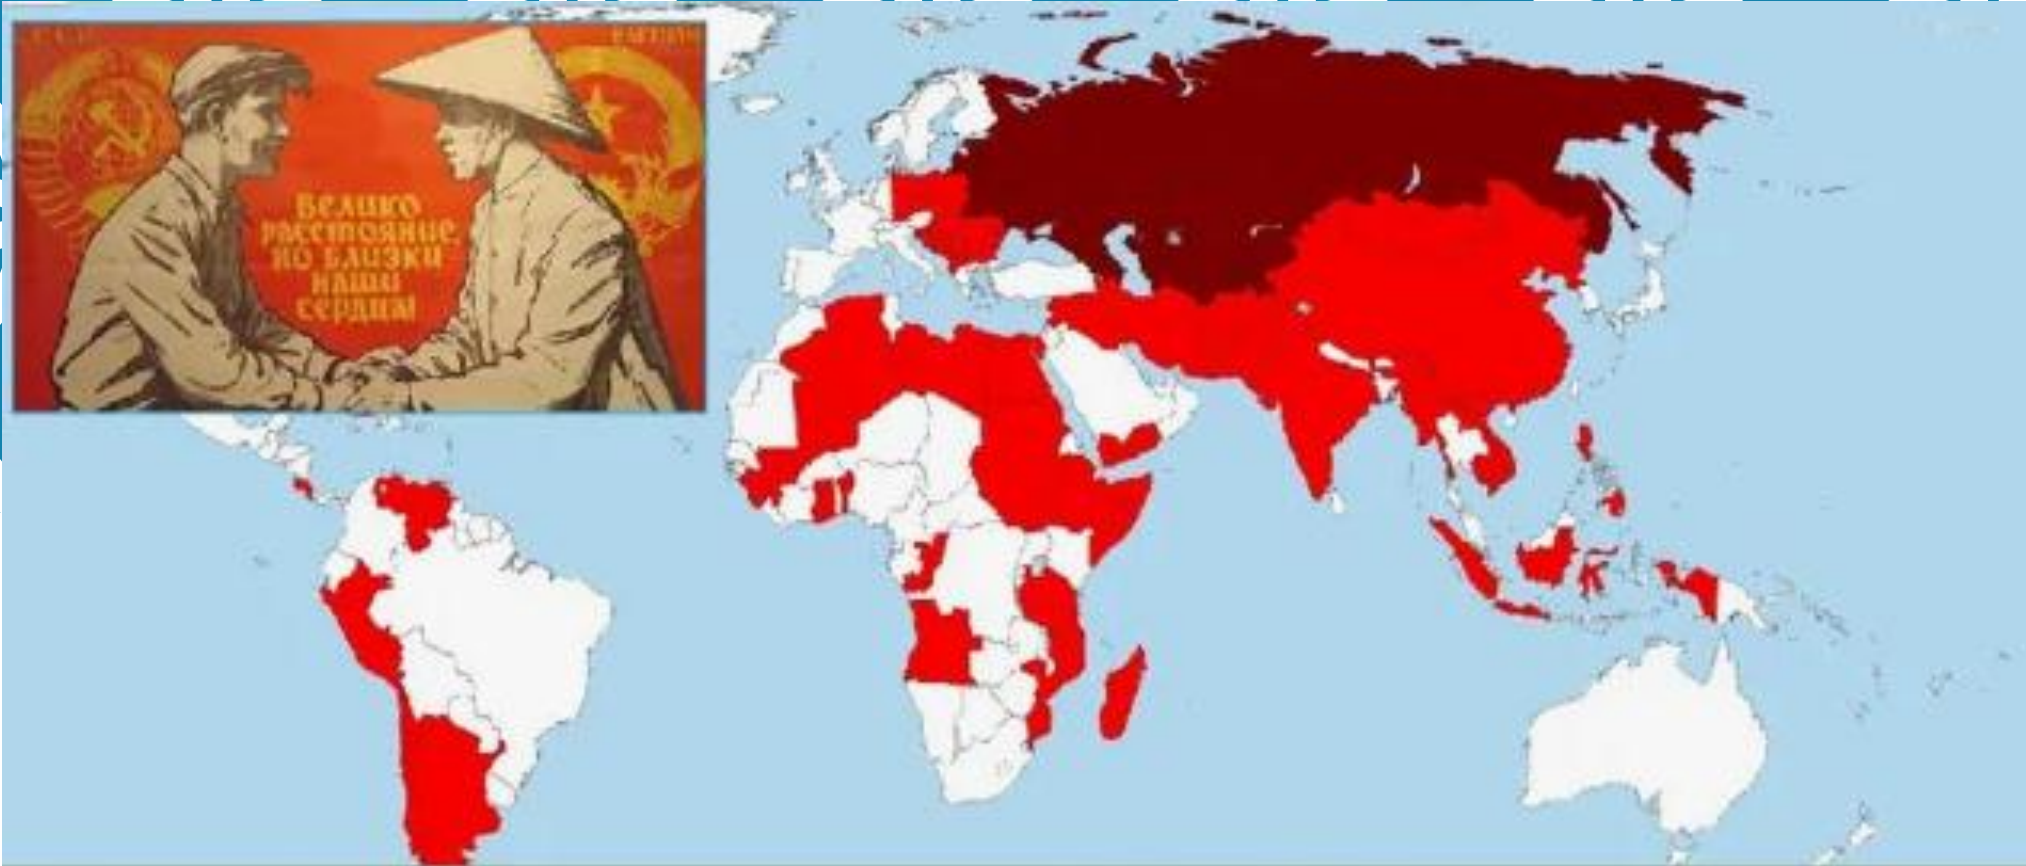 ВЕЛИКО
РАССТОЯНИЕ,
НО БЛИЗКИ
НАШИ
СЕРДЦА!